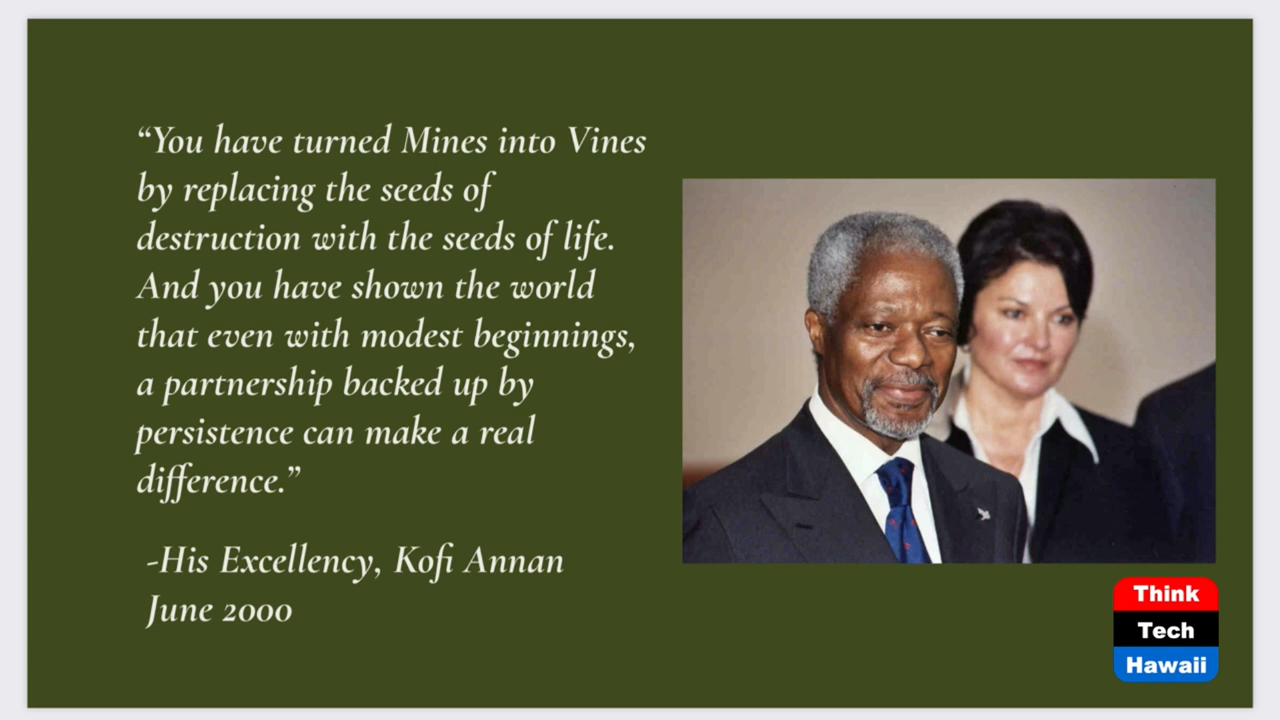 “You have turned Mines into Vines
by replacing the seeds of
destruction with the seeds of life.
And you have shown the world
that even with modest beginnings,
a partnership backed up by
persistence can make a real
difference.”
-His Excellency, Kofi Annan
June 2000
Think
Tech
Hawaii